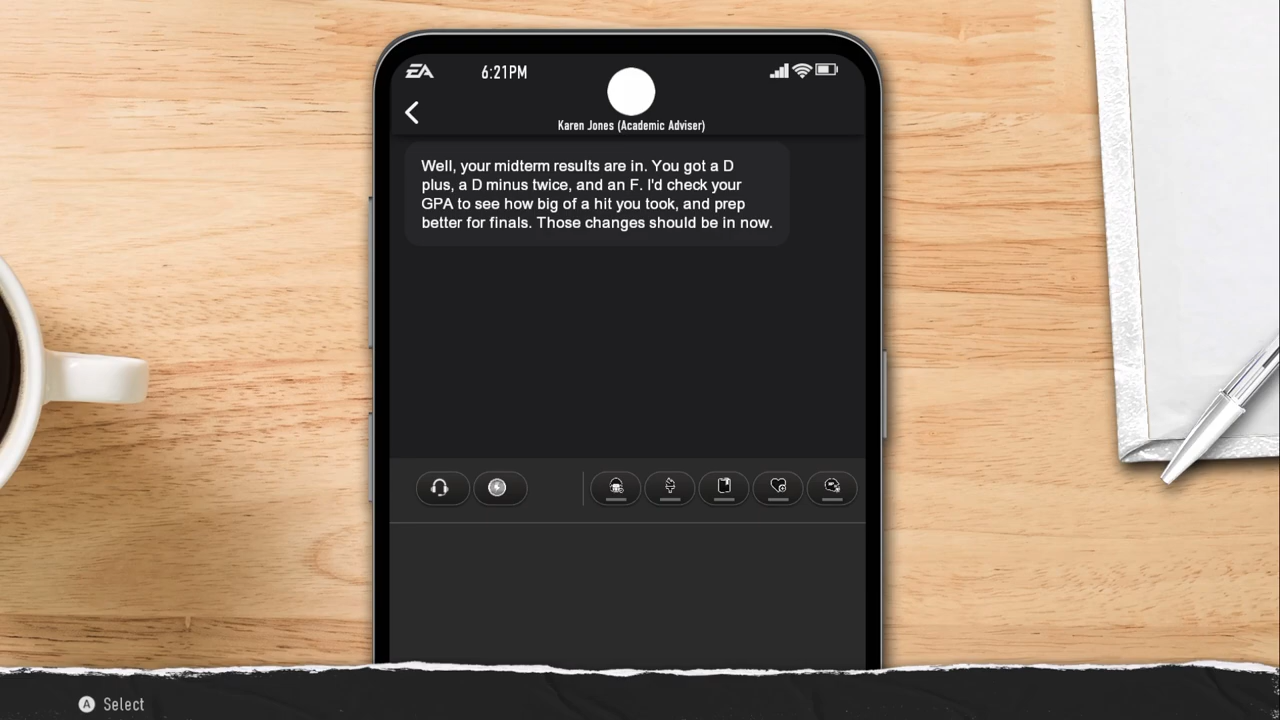 EA
6:21PM
Karen Jones (Academic Adviser)
Well, your midterm results are in. You got a D
plus, a D minus twice, and an F. I'd check your
GPA to see how big of a hit you took, and prep
better for finals. Those changes should be in now.
A Select